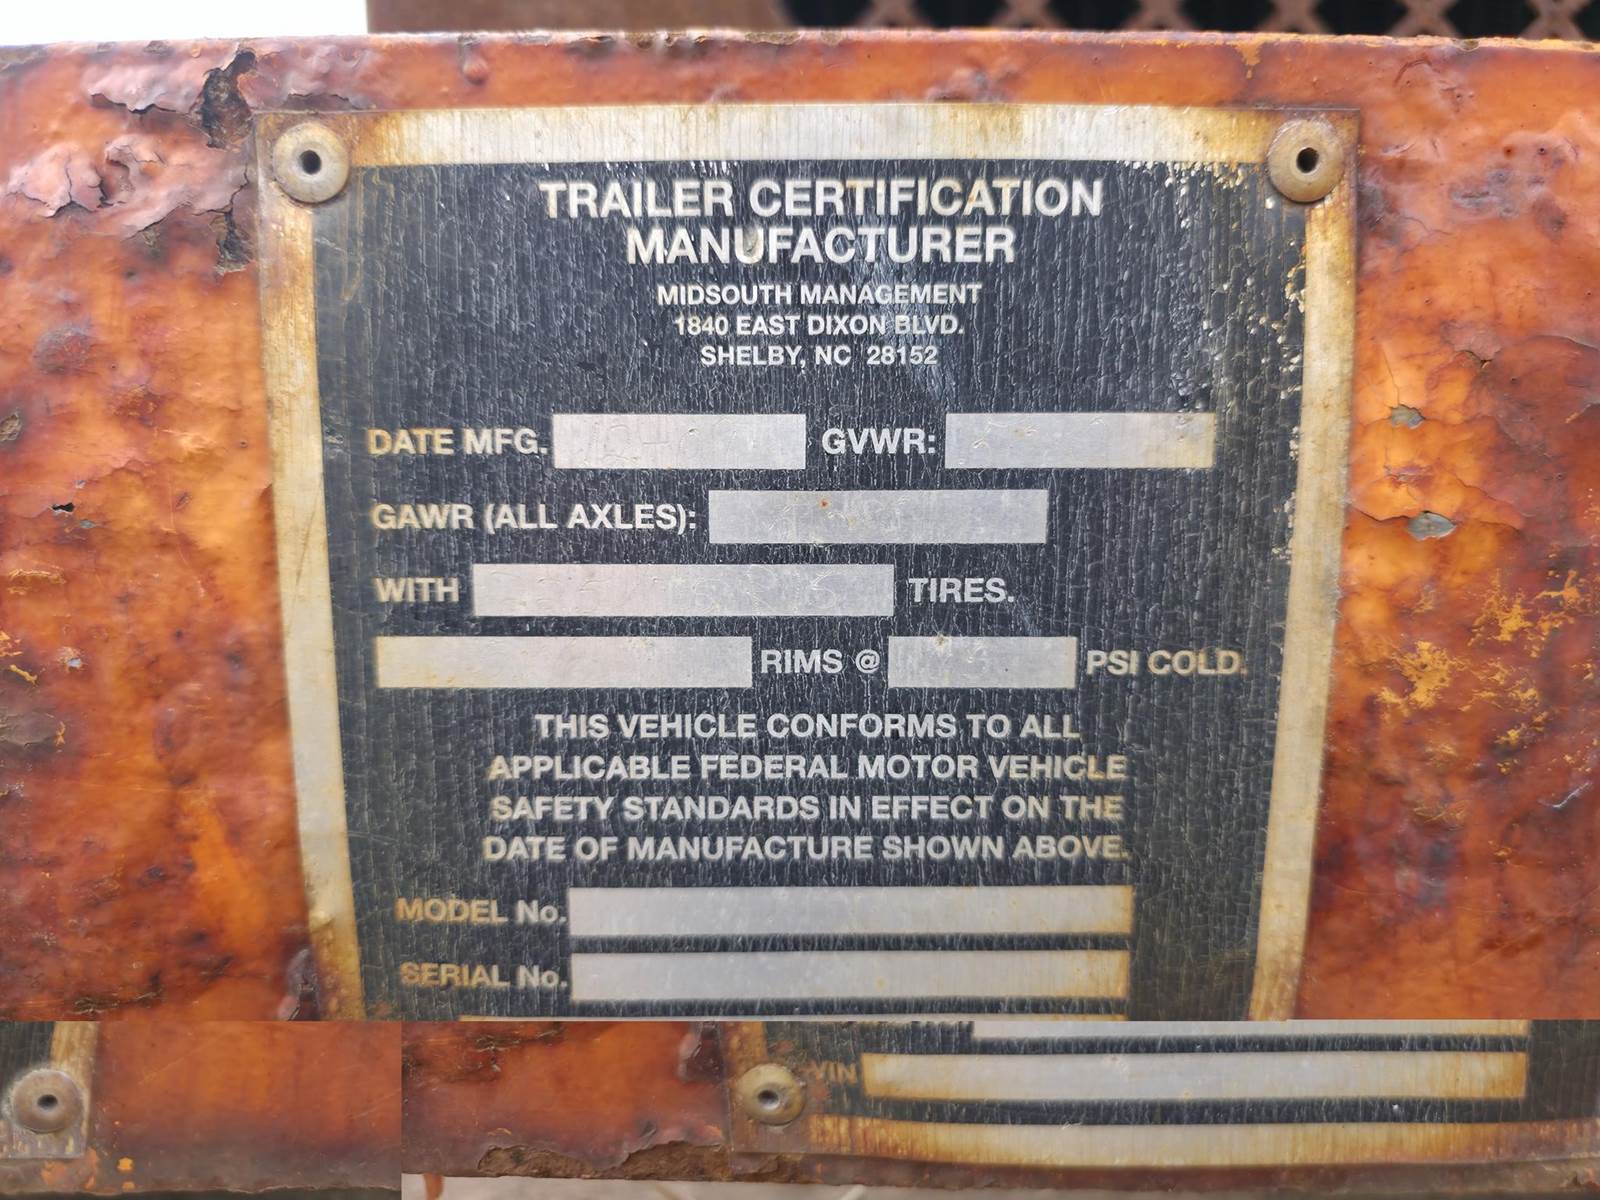 TRAILER CERTIFICATION
MANUFACTURER
MIDSOUTH MANAGEMENT
1840 EAST DIXON BLVD.
SHELBY, NC 28152
DATE MFG. GVWR:
GAWR (ALL AXLES):
WITH TIRES.
RIMS @ PSI COLD.
THIS VEHICLE CONFORMS TO ALL
APPLICABLE FEDERAL MOTOR VEHICLE
SAFETY STANDARDS IN EFFECT ON THE
DATE OF MANUFACTURE SHOWN ABOVE.
MODEL No.
SERIAL No.
VIN